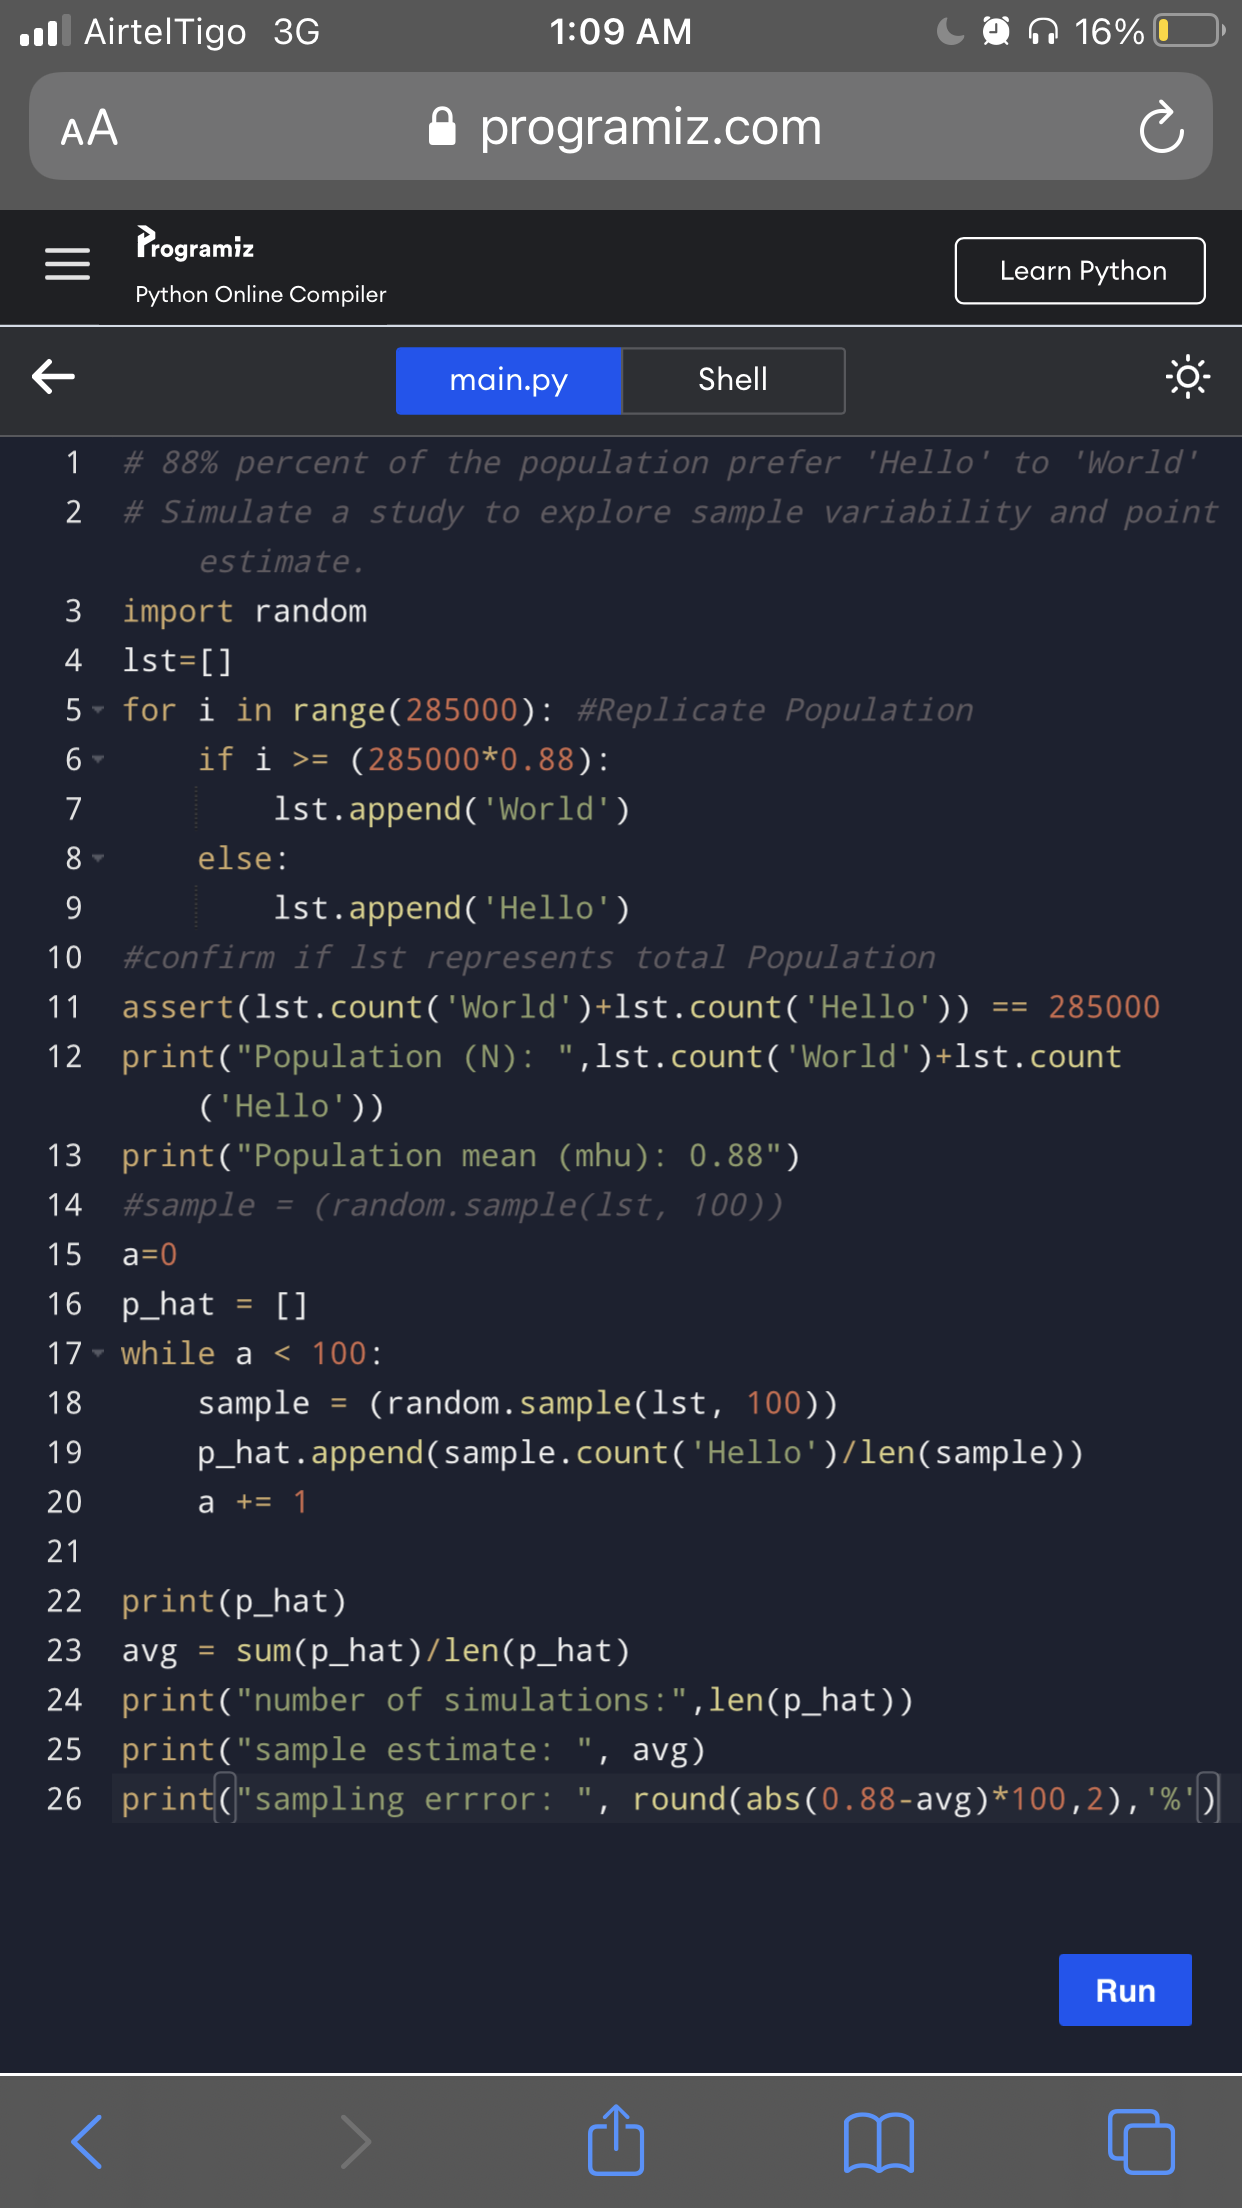 AirtelTigo 3G 1:09 AM 16%
AA programiz.com
Programiz
Python Online Compiler
Learn Python
main.py Shell
1 # 88% percent of the population prefer 'Hello' to 'World'
2 # Simulate a study to explore sample variability and point
estimate.
3 import random
4 lst=[]
5 for i in range(285000): #Replicate Population
6 if i >= (285000*0.88):
7 lst.append('World')
8 else:
9 lst.append('Hello')
10 #confirm if lst represents total Population
11 assert(lst.count('World')+lst.count('Hello')) == 285000
12 print("Population (N): ",lst.count('World')+lst.count
('Hello'))
13 print("Population mean (mhu): 0.88")
14 #sample = (random.sample(lst, 100))
15 a=0
16 p_hat = []
17 while a < 100:
18 sample = (random.sample(lst, 100))
19 p_hat.append(sample.count('Hello')/len(sample))
20 a += 1
21
22 print(p_hat)
23 avg = sum(p_hat)/len(p_hat)
24 print("number of simulations:",len(p_hat))
25 print("sample estimate: ", avg)
26 print("sampling errror: ", round(abs(0.88-avg)*100,2),'%')
Run